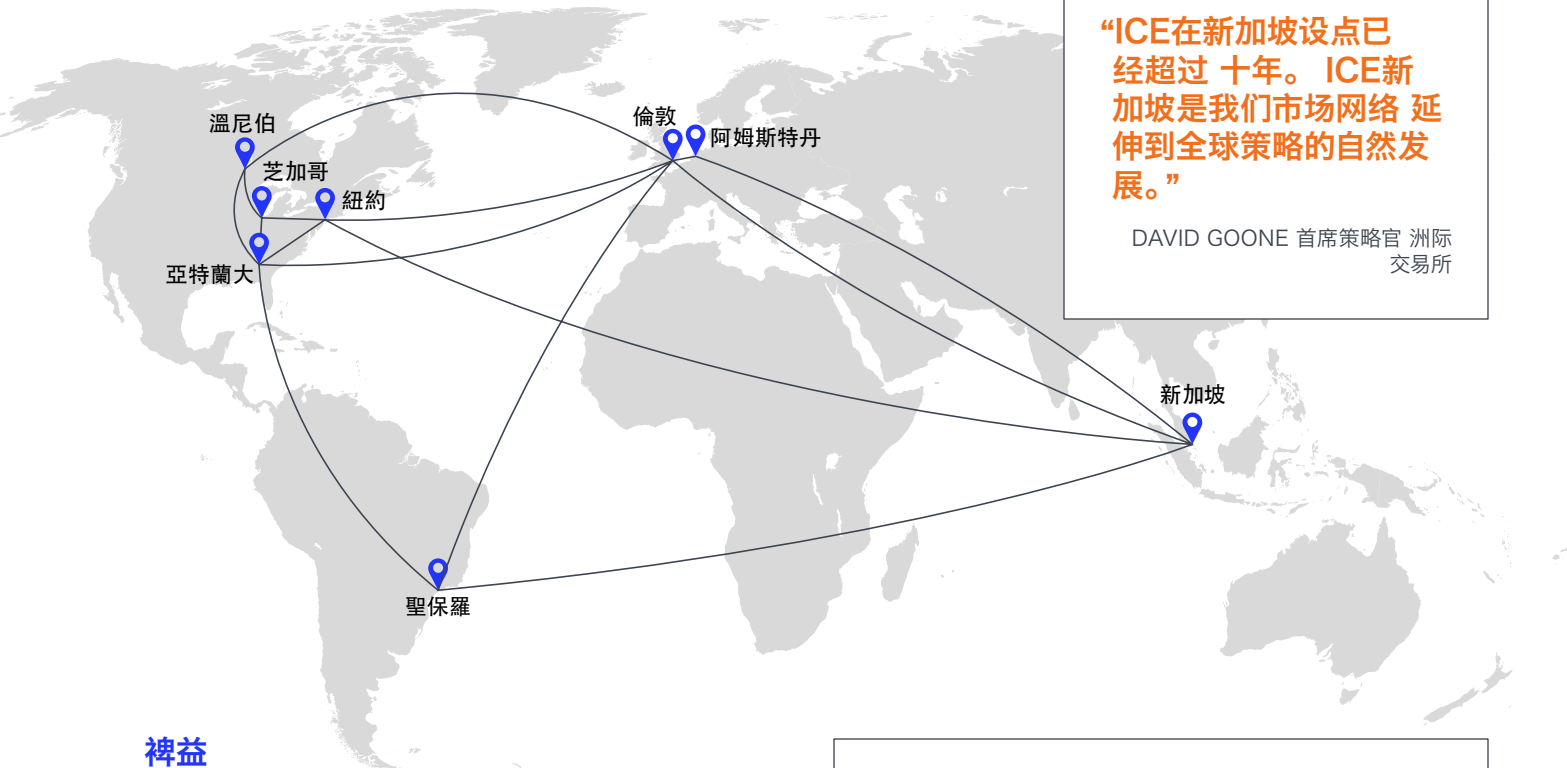 “ICE在新加坡设点已
经超过 十年。 ICE新
加坡是我们市场网络 延
伸到全球策略的自然发
展。”
DAVID GOONE 首席策略官 洲际
交易所
溫尼伯
芝加哥
紐約
亞特蘭大
倫敦
阿姆斯特丹
新加坡
聖保羅
裨益